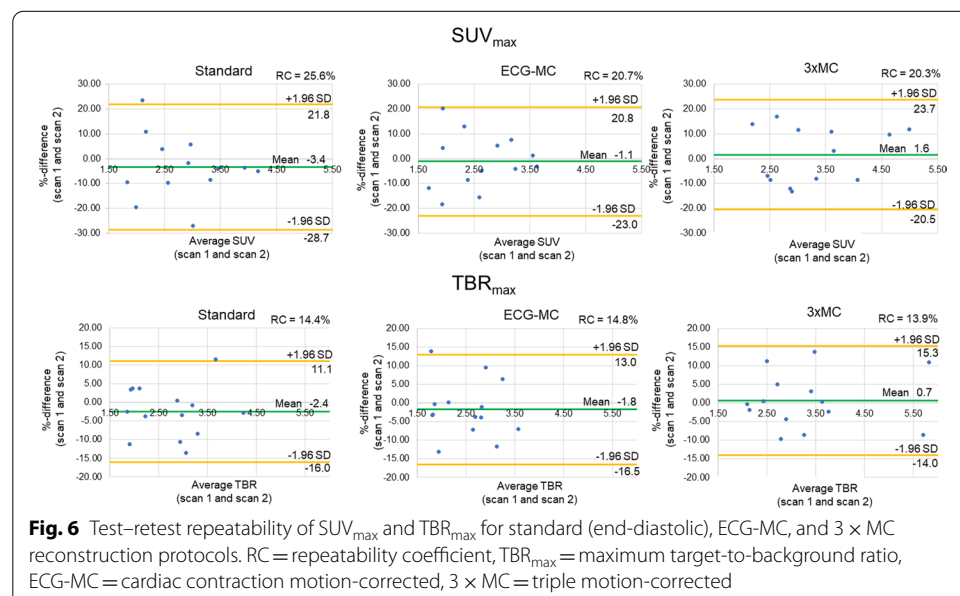 SUVmax
Standard
RC = 25.6%
30.00
20.00
10.00
0.00
-10.00
-20.00
-30.00
%-difference
(scan 1 and scan 2)
+1.96 SD
21.8
Mean -3.4
-1.96 SD
-28.7
1.50 2.50 3.50 4.50 5.50
Average SUV
(scan 1 and scan 2)
ECG-MC
RC = 20.7%
30.00
20.00
10.00
0.00
-10.00
-20.00
-30.00
%-difference
(scan 1 and scan 2)
+1.96 SD
20.8
Mean -1.1
-1.96 SD
-23.0
1.50 2.50 3.50 4.50 5.50
Average SUV
(scan 1 and scan 2)
3xMC
RC = 20.3%
30.00
20.00
10.00
0.00
-10.00
-20.00
-30.00
%-difference
(scan 1 and scan 2)
+1.96 SD
23.7
Mean 1.6
-1.96 SD
-20.5
1.50 2.50 3.50 4.50 5.50
Average SUV
(scan 1 and scan 2)
TBRmax
Standard
RC = 14.4%
20.00
15.00
10.00
5.00
0.00
-5.00
-10.00
-15.00
-20.00
%-difference
(scan 1 and scan 2)
+1.96 SD
11.1
Mean -2.4
-1.96 SD
-16.0
1.50 2.50 3.50 4.50 5.50
Average TBR
(scan 1 and scan 2)
ECG-MC
RC = 14.8%
20.00
15.00
10.00
5.00
0.00
-5.00
-10.00
-15.00
-20.00
%-difference
(scan 1 and scan 2)
+1.96 SD
13.0
Mean -1.8
-1.96 SD
-16.5
1.50 2.50 3.50 4.50 5.50
Average TBR
(scan 1 and scan 2)
3xMC
RC = 13.9%
20.00
15.00
10.00
5.00
0.00
-5.00
-10.00
-15.00
-20.00
%-difference
(scan 1 and scan 2)
+1.96 SD
15.3
Mean 0.7
-1.96 SD
-14.0
1.50 2.50 3.50 4.50 5.50
Average TBR
(scan 1 and scan 2)
Fig. 6 Test–retest repeatability of SUVmax and TBRmax for standard (end-diastolic), ECG-MC, and 3 × MC
reconstruction protocols. RC = repeatability coefficient, TBRmax = maximum target-to-background ratio,
ECG-MC = cardiac contraction motion-corrected, 3 × MC = triple motion-corrected